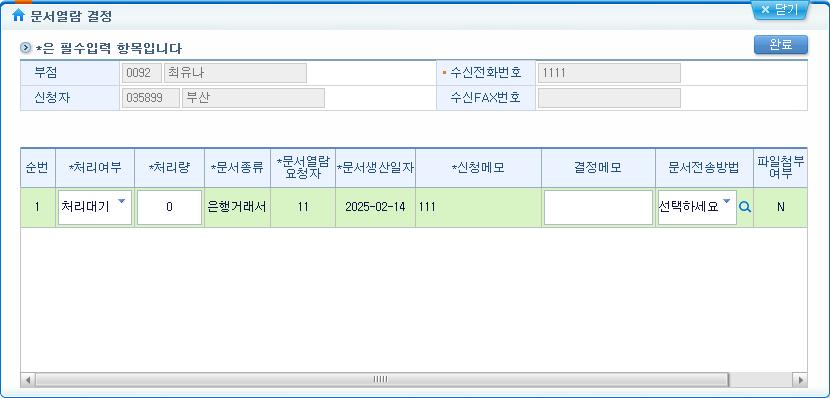 문서열람 결정
× 닫기
*은 필수입력 항목입니다
완료
부점 0092 최유나 수신전화번호 1111
신청자 035899 부산 수신FAX번호
순번 *처리여부 *처리량 *문서종류 *문서열람요청자 *문서생산일자 *신청메모 결정메모 문서전송방법 파일첨부여부
1 처리대기 0 은행거래서 11 2025-02-14 111 선택하세요 N